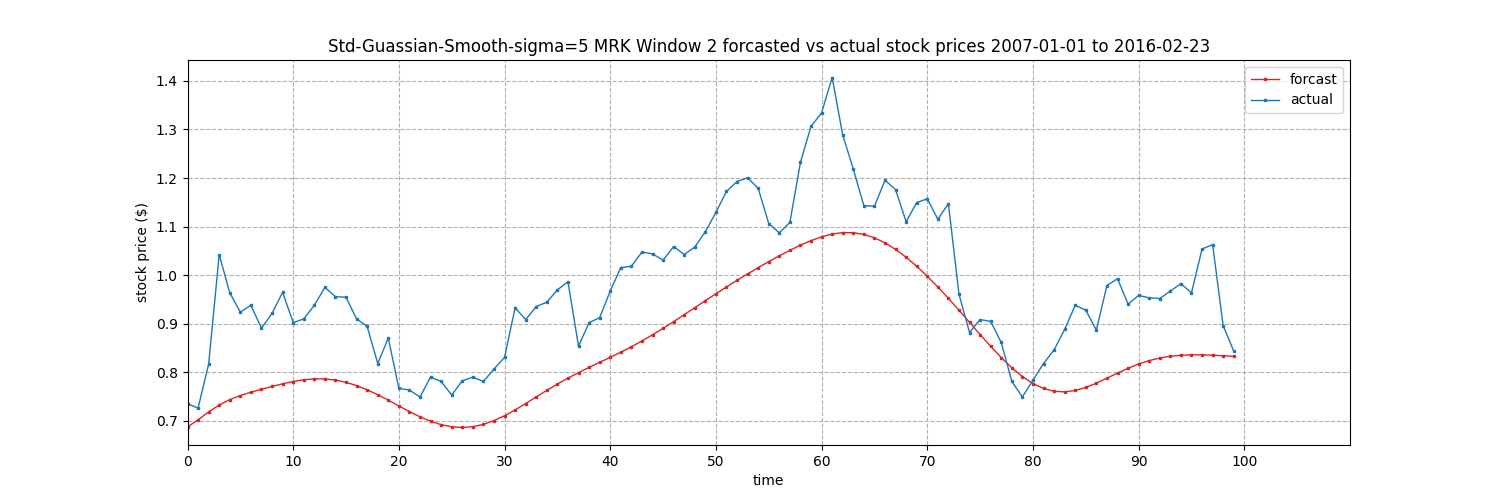 Std-Guassian-Smooth-sigma=5 MRK Window 2 forcasted vs actual stock prices 2007-01-01 to 2016-02-23
forcast
actual
stock price ($)
1.4
1.3
1.2
1.1
1.0
0.9
0.8
0.7
0 10 20 30 40 50 60 70 80 90 100
time